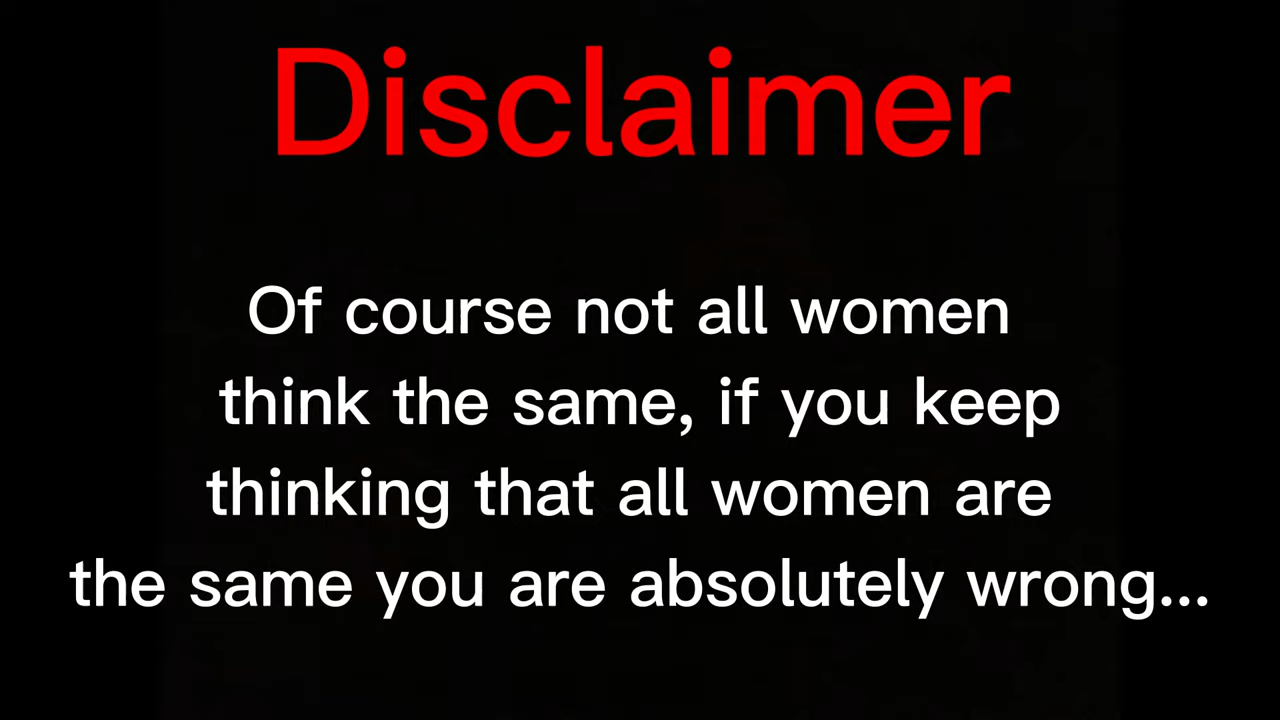 Disclaimer
Of course not all women
think the same, if you keep
thinking that all women are
the same you are absolutely wrong...